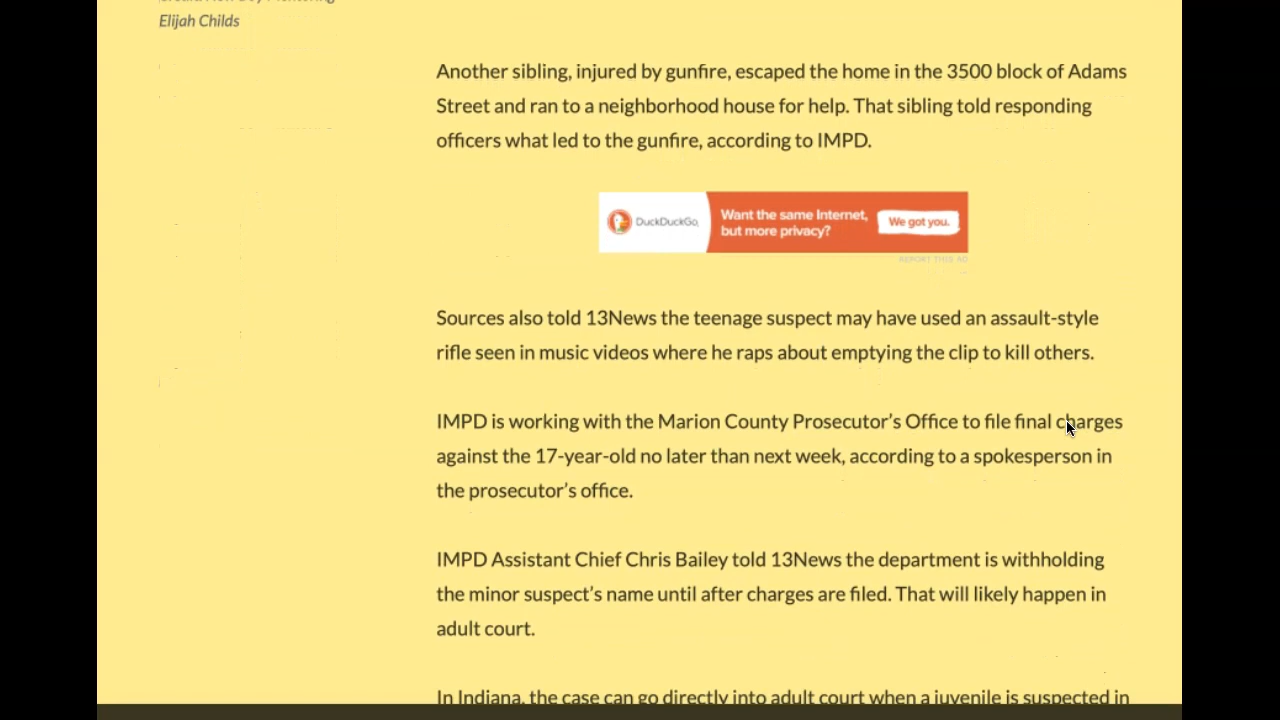 Elijah Childs
Another sibling, injured by gunfire, escaped the home in the 3500 block of Adams
Street and ran to a neighborhood house for help. That sibling told responding
officers what led to the gunfire, according to IMPD.
DuckDuckGo.
Want the same Internet,
but more privacy?
We got you.
REPORT THIS AD
Sources also told 13News the teenage suspect may have used an assault-style
rifle seen in music videos where he raps about emptying the clip to kill others.
IMPD is working with the Marion County Prosecutor's Office to file final charges
against the 17-year-old no later than next week, according to a spokesperson in
the prosecutor's office.
IMPD Assistant Chief Chris Bailey told 13News the department is withholding
the minor suspect's name until after charges are filed. That will likely happen in
adult court.
In Indiana, the case can go directly into adult court when a juvenile is suspected in